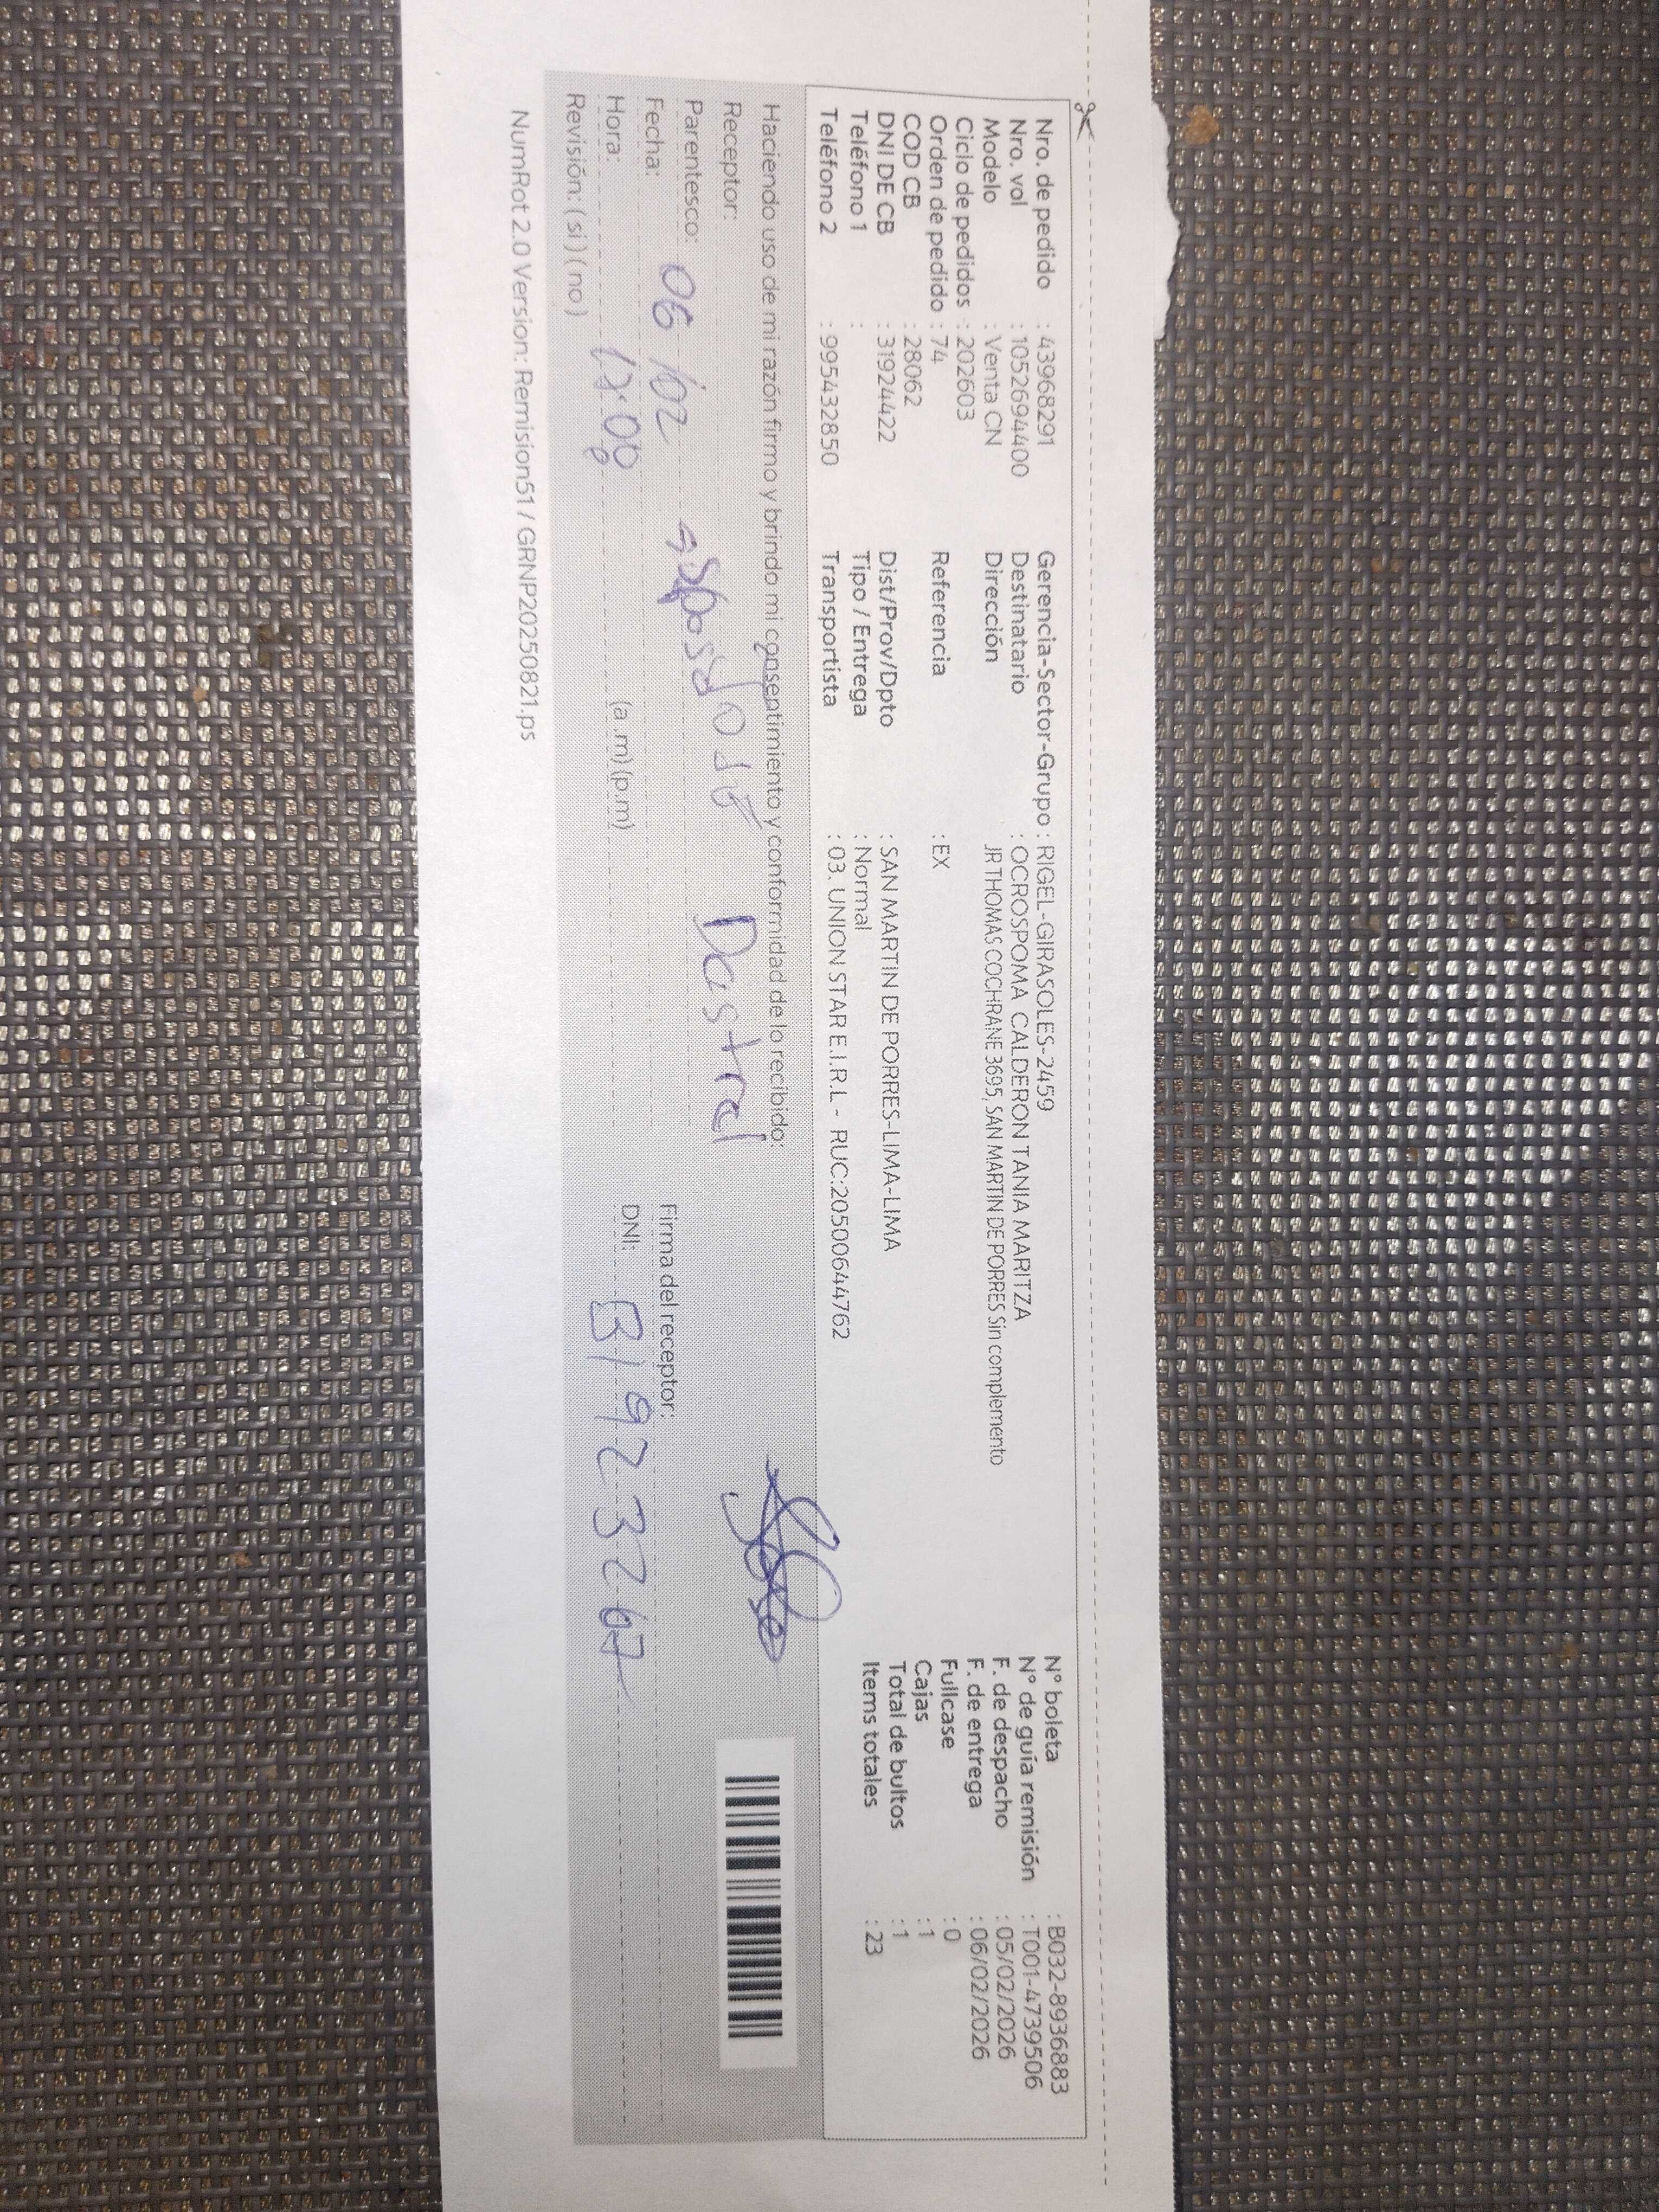 Nro. de pedido : 43968291
Nro. vol : 1052694400
Modelo : Venta CN
Ciclo de pedidos : 202603
Orden de pedido : 74
COD CB : 28062
DNI DE CB : 31924422
Teléfono 1 :
Teléfono 2 : 995432850
Gerencia-Sector-Grupo : RIGEL-GIRASOLES-2459
Destinatario : OCROSPOMA CALDERON TANIA MARITZA
Dirección JR THOMAS COCHRANE 3695, SAN MARTIN DE PORRES Sin complemento
Referencia : EX
Dist/Prov/Dpto : SAN MARTIN DE PORRES-LIMA-LIMA
Tipo / Entrega : Normal
Transportista : 03. UNION STAR E.I.R.L - RUC:20500644762
N° boleta : B032-8936883
N° de guía remisión : T001-4739506
F. de despacho : 05/02/2026
F. de entrega : 06/02/2026
Fullcase : 0
Cajas : 1
Total de bultos : 1
Items totales : 23
Haciendo uso de mi razón firmo y brindo mi consentimiento y conformidad de lo recibido:
Receptor:
Parentesco:
Fecha: 06/02
Hora: 17:00 (a.m)(p.m)
Revisión: (si) (no)
Firma del receptor:
DNI: 31923267
NumRot 2.0 Version: Remision51 / GRNP20250821.ps